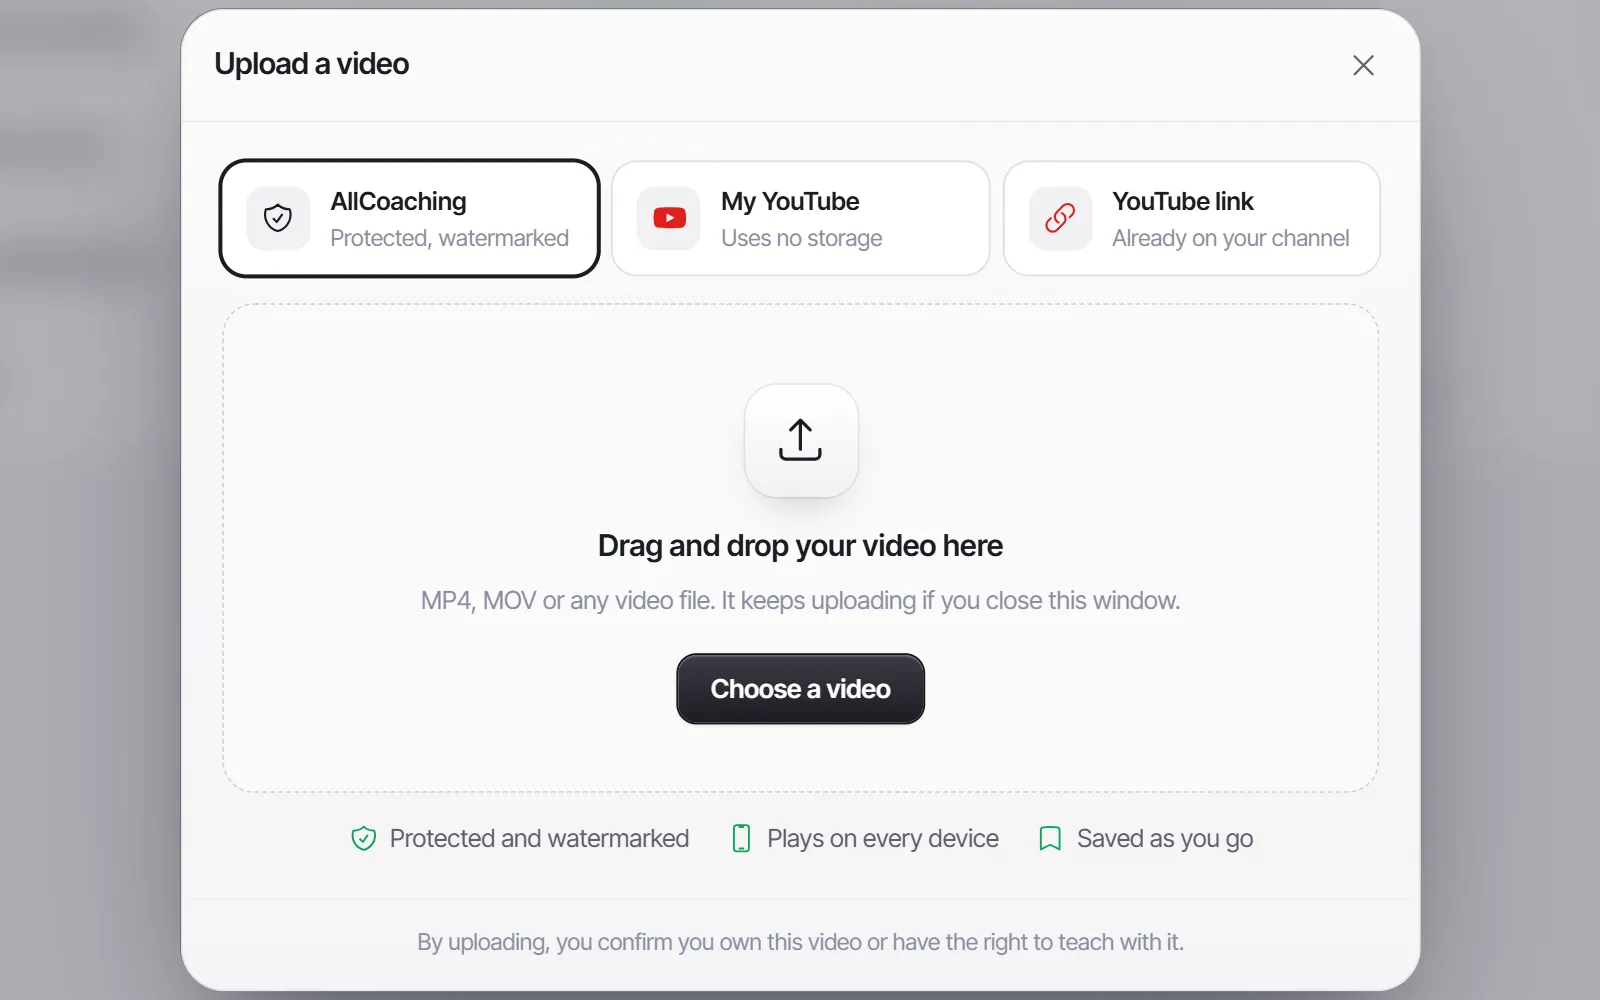 Upload a video
AllCoaching
Protected, watermarked
My YouTube
Uses no storage
YouTube link
Already on your channel
Drag and drop your video here
MP4, MOV or any video file. It keeps uploading if you close this window.
Choose a video
Protected and watermarked
Plays on every device
Saved as you go
By uploading, you confirm you own this video or have the right to teach with it.